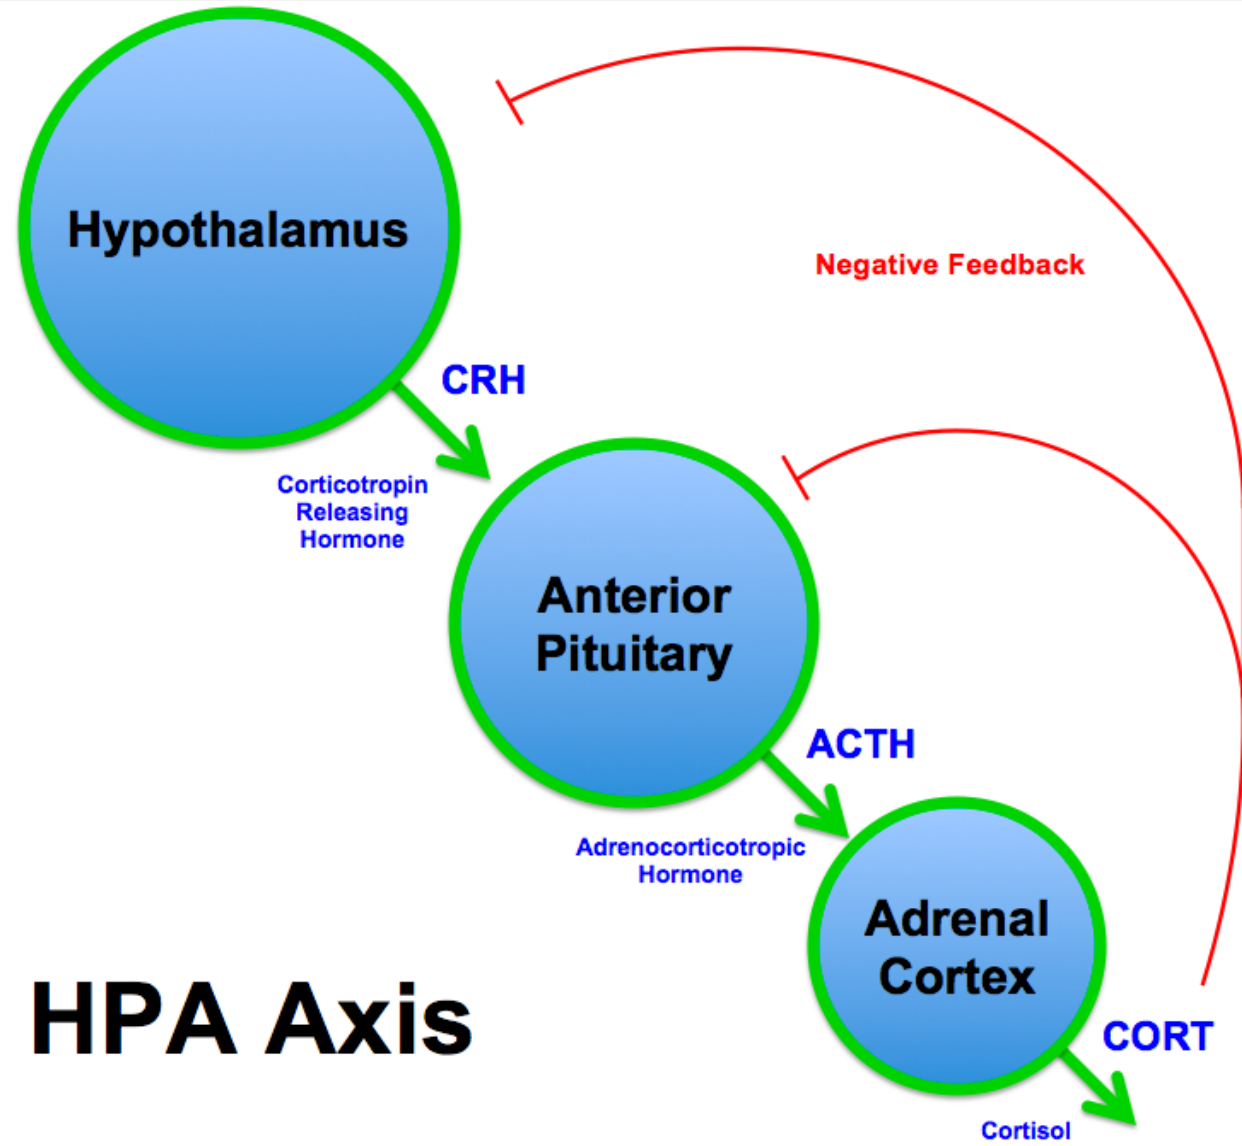 Hypothalamus
Negative Feedback
CRH
Corticotropin
Releasing
Hormone
Anterior
Pituitary
ACTH
Adrenocorticotropic
Hormone
Adrenal
Cortex
HPA Axis
CORT
Cortisol